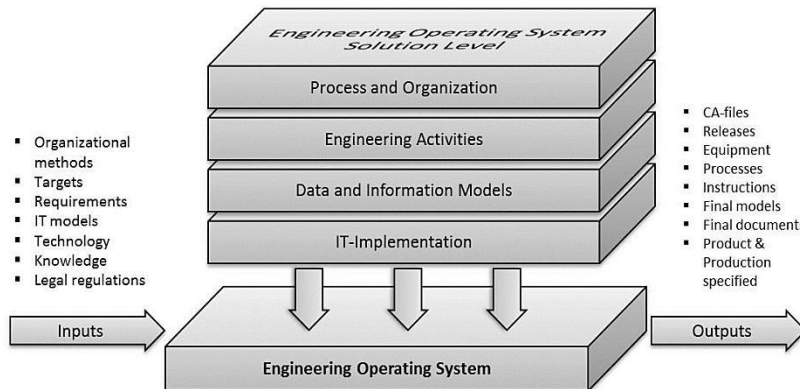 Engineering Operating System
Solution Level
Process and Organization
Engineering Activities
Data and Information Models
IT-Implementation
▪ Organizational
methods
▪ Targets
▪ Requirements
▪ IT models
▪ Technology
▪ Knowledge
▪ Legal regulations
Inputs
▪ CA-files
▪ Releases
▪ Equipment
▪ Processes
▪ Instructions
▪ Final models
▪ Final documents
▪ Product &
Production
specified
Outputs
Engineering Operating System